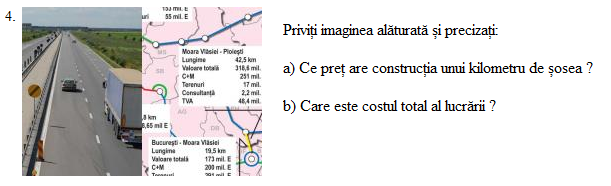 4.
Priviți imaginea alăturată și precizați:
a) Ce preț are construcția unui kilometru de șosea ?
b) Care este costul total al lucrării ?
153 mil. E
uri 55 mil. E
Moara Vlăsiei - Ploiești
Lungime 42,5 km
Valoare totală 318,6 mil.
C+M 251 mil.
Terenuri 17 mil.
Consultanță 2,2 mil.
TVA 48,4 mil.
,8 km
6,65 mil E
București - Moara Vlăsiei
Lungime 19,5 km
Valoare totală 173 mil. E
C+M 200 mil. E